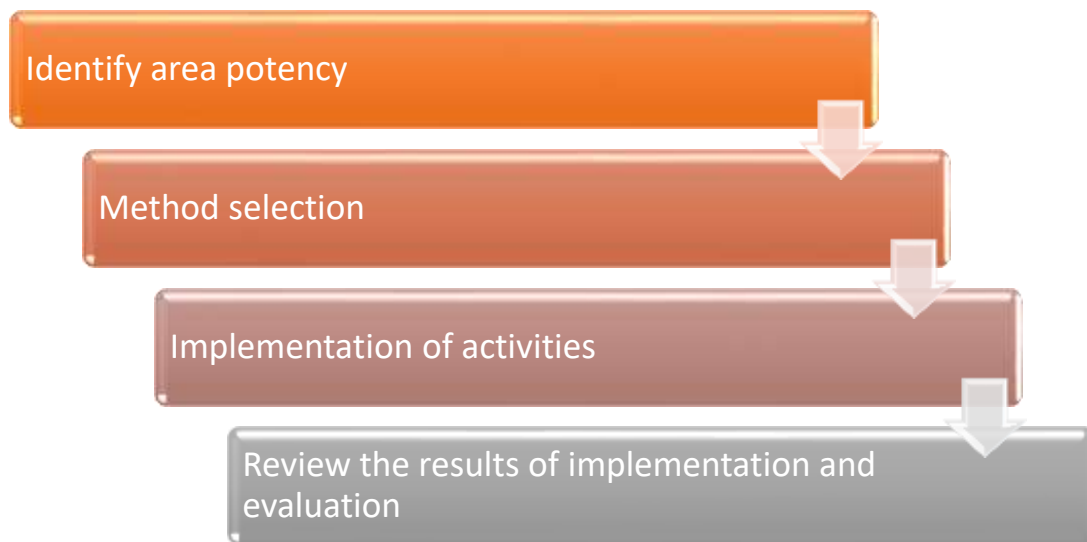 Identify area potency
Method selection
Implementation of activities
Review the results of implementation and
evaluation